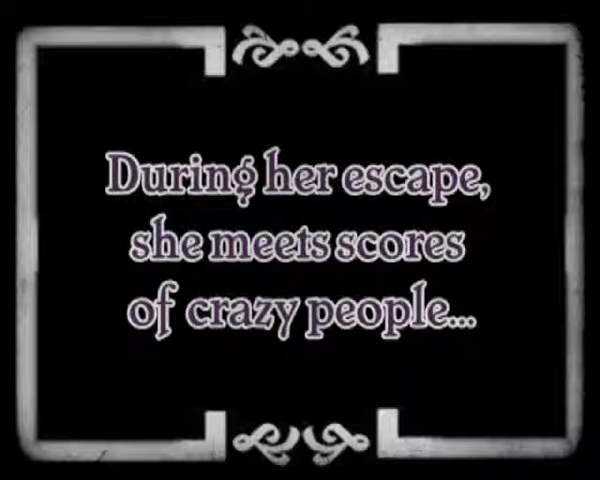 During her escape,
she meets scores
of crazy people...